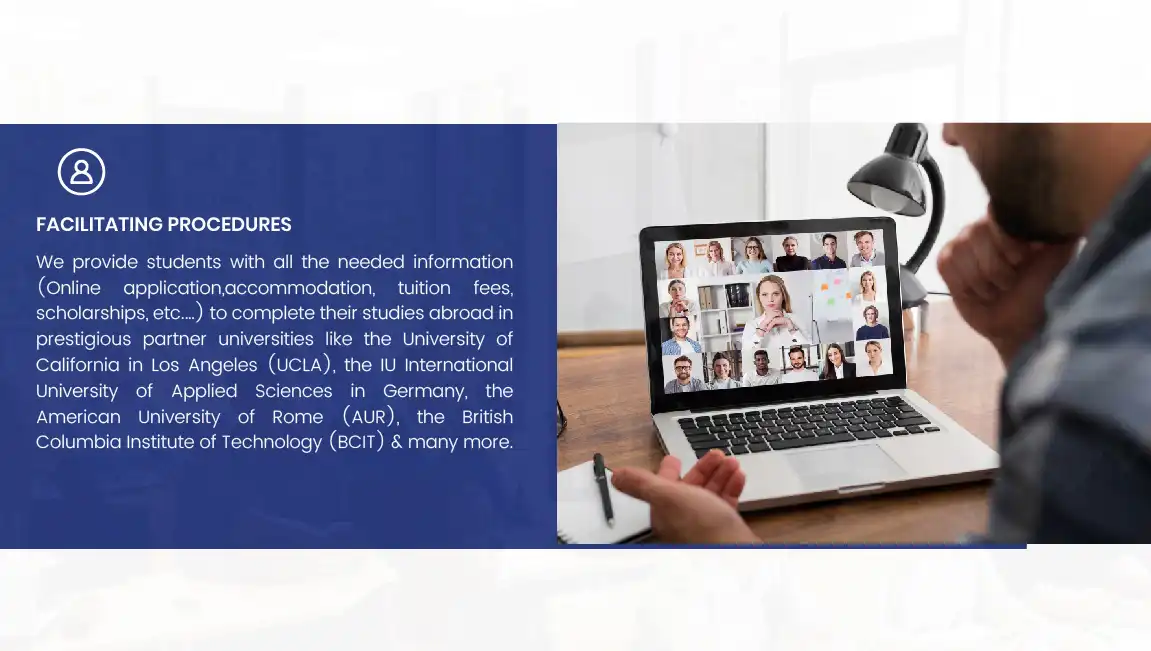 FACILITATING PROCEDURES
We provide students with all the needed information
(Online application,accommodation, tuition fees,
scholarships, etc....) to complete their studies abroad in
prestigious partner universities like the University of
California in Los Angeles (UCLA), the IU International
University of Applied Sciences in Germany, the
American University of Rome (AUR), the British
Columbia Institute of Technology (BCIT) & many more.